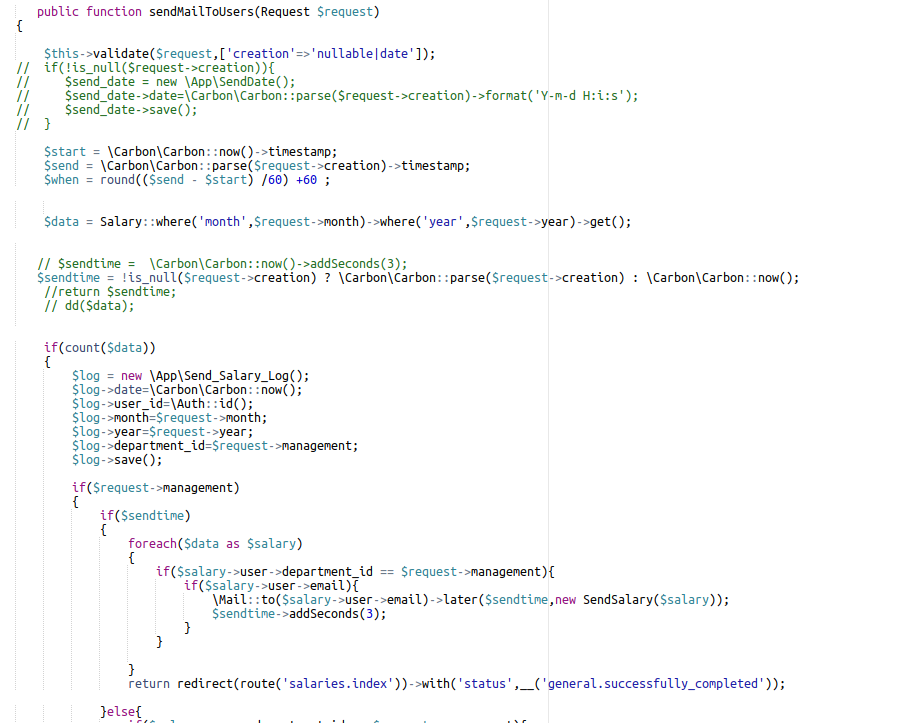 public function sendMailToUsers(Request $request)
{
$this->validate($request,['creation'=>'nullable|date']);
// if(!is_null($request->creation)){
// $send_date = new \App\SendDate();
// $send_date->date=\Carbon\Carbon::parse($request->creation)->format('Y-m-d H:i:s');
// $send_date->save();
// }
$start = \Carbon\Carbon::now()->timestamp;
$send = \Carbon\Carbon::parse($request->creation)->timestamp;
$when = round(($send - $start) /60) +60 ;
$data = Salary::where('month',$request->month)->where('year',$request->year)->get();
// $sendtime = \Carbon\Carbon::now()->addSeconds(3);
$sendtime = !is_null($request->creation) ? \Carbon\Carbon::parse($request->creation) : \Carbon\Carbon::now();
//return $sendtime;
// dd($data);
if(count($data))
{
$log = new \App\Send_Salary_Log();
$log->date=\Carbon\Carbon::now();
$log->user_id=\Auth::id();
$log->month=$request->month;
$log->year=$request->year;
$log->department_id=$request->management;
$log->save();
if($request->management)
{
if($sendtime)
{
foreach($data as $salary)
{
if($salary->user->department_id == $request->management){
if($salary->user->email){
\Mail::to($salary->user->email)->later($sendtime,new SendSalary($salary));
$sendtime->addSeconds(3);
}
}
}
return redirect(route('salaries.index'))->with('status',__('general.successfully_completed'));
}else{